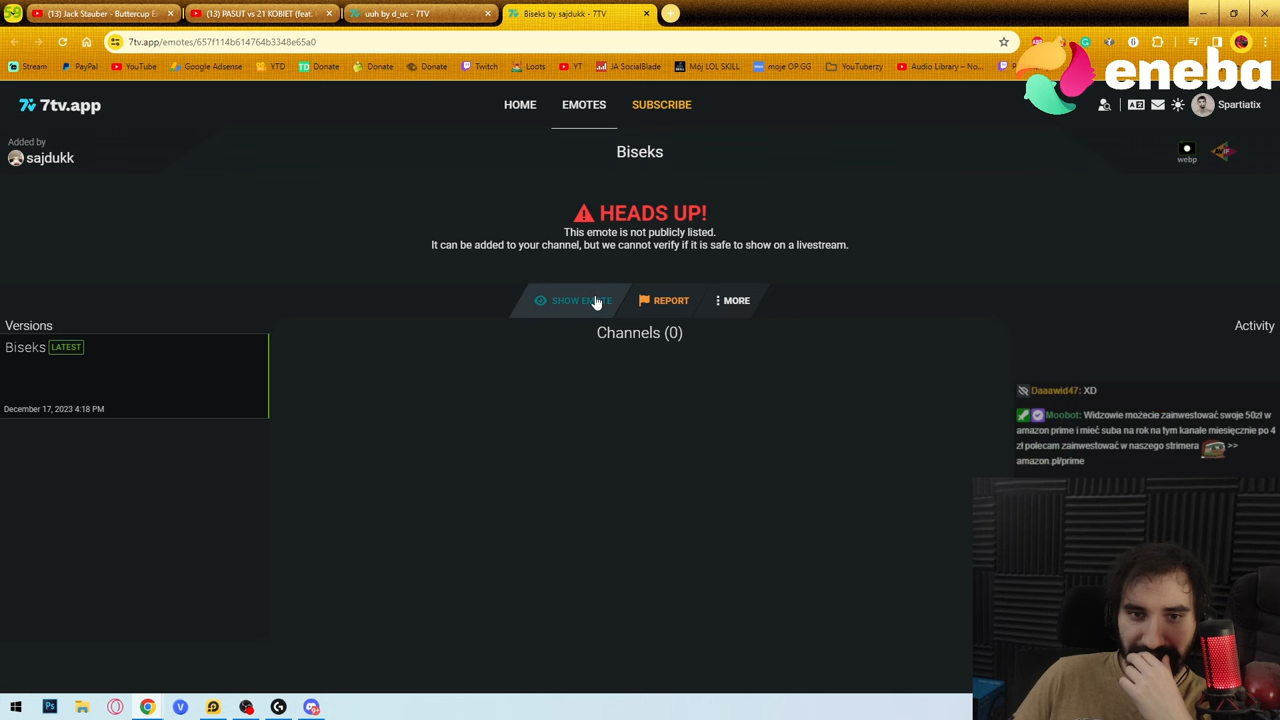 (13) Jack Stauber - Buttercup E
(13) PASUT vs 21 KOBIET (feat.
uuh by d_uc - 7TV
Biseks by sajdukk - 7TV
7tv.app/emotes/657f114b614764b3348e65a0
Stream
PayPal
YouTube
Google Adsense
YTD
Donate
Donate
Donate
Twitch
Loots
YT
JA SocialBlade
Mój LOL SKILL
moje OP.GG
YouTuberzy
Audio Library – No...
eneba
7tv.app
HOME
EMOTES
SUBSCRIBE
Spartiatix
Added by
sajdukk
Biseks
webp
HEADS UP!
This emote is not publicly listed.
It can be added to your channel, but we cannot verify if it is safe to show on a livestream.
SHOW EMOTE
REPORT
MORE
Versions
Channels (0)
Activity
Biseks LATEST
December 17, 2023 4:18 PM
Daaawid47: XD
Moobot: Widzowie możecie zainwestować swoje 50zł w
amazon prime i mieć suba na rok na tym kanale miesięcznie po 4
zł polecam zainwestować w naszego strimera >>
amazon.pl/prime